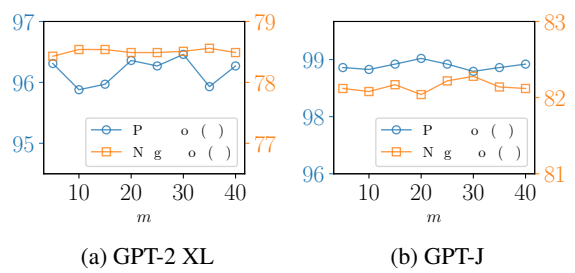 97 79 83
96 78 99 82
95 77 98
P o ( )
N g o ( )
P o ( )
N g o ( )
96 81
10 20 30 40 10 20 30 40
m m
(a) GPT-2 XL (b) GPT-J